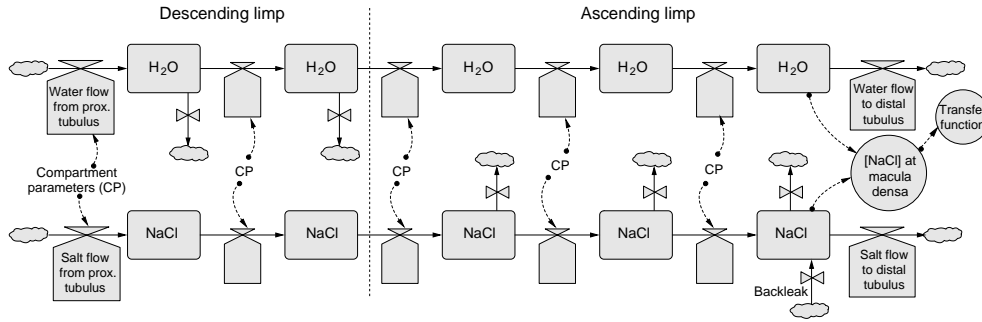 Descending limp
Ascending limp
H₂O
H₂O
H₂O
H₂O
H₂O
Water flow
from prox.
tubulus
Water flow
to distal
tubulus
Transfer
function
Compartment
parameters (CP)
CP
CP
CP
CP
[NaCl] at
macula
densa
NaCl
NaCl
NaCl
NaCl
NaCl
Salt flow
from prox.
tubulus
Salt flow
to distal
tubulus
Backleak